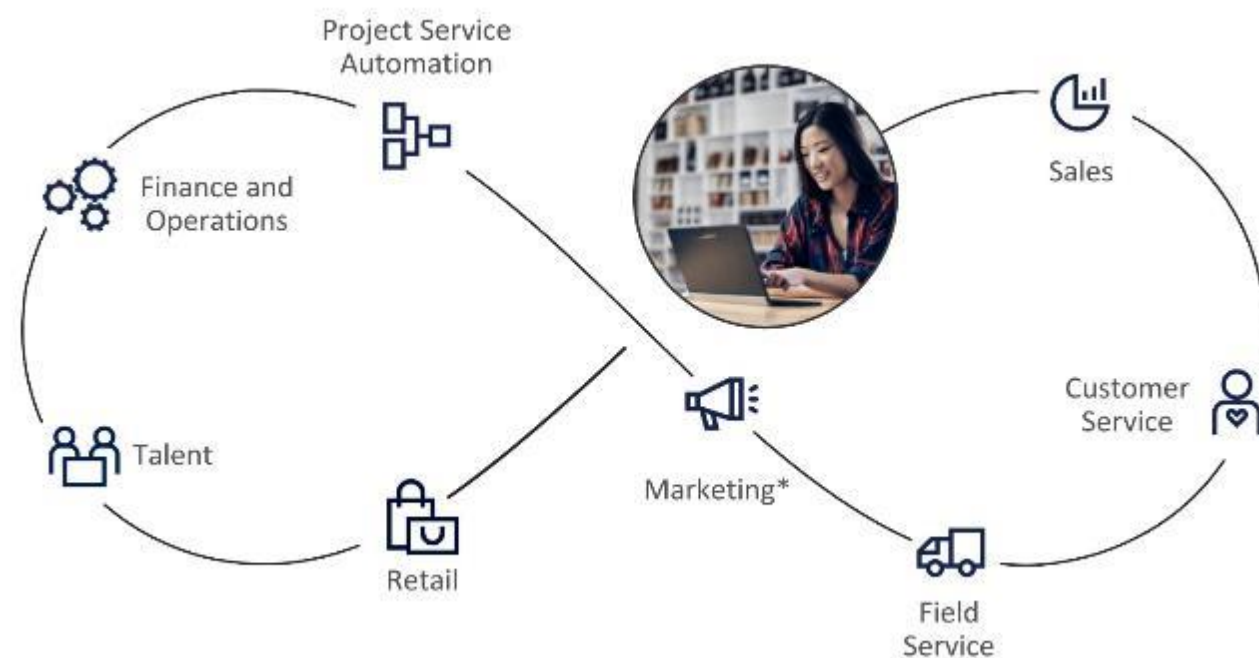 Project Service
Automation
Sales
Finance and
Operations
Customer
Service
Talent
Marketing*
Retail
Field
Service